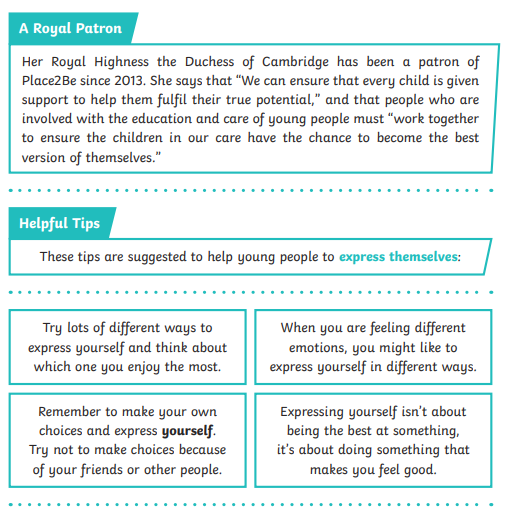 A Royal Patron
Her Royal Highness the Duchess of Cambridge has been a patron of
Place2Be since 2013. She says that “We can ensure that every child is given
support to help them fulfil their true potential,” and that people who are
involved with the education and care of young people must “work together
to ensure the children in our care have the chance to become the best
version of themselves.”
Helpful Tips
These tips are suggested to help young people to express themselves:
Try lots of different ways to
express yourself and think about
which one you enjoy the most.
When you are feeling different
emotions, you might like to
express yourself in different ways.
Remember to make your own
choices and express yourself.
Try not to make choices because
of your friends or other people.
Expressing yourself isn’t about
being the best at something,
it’s about doing something that
makes you feel good.